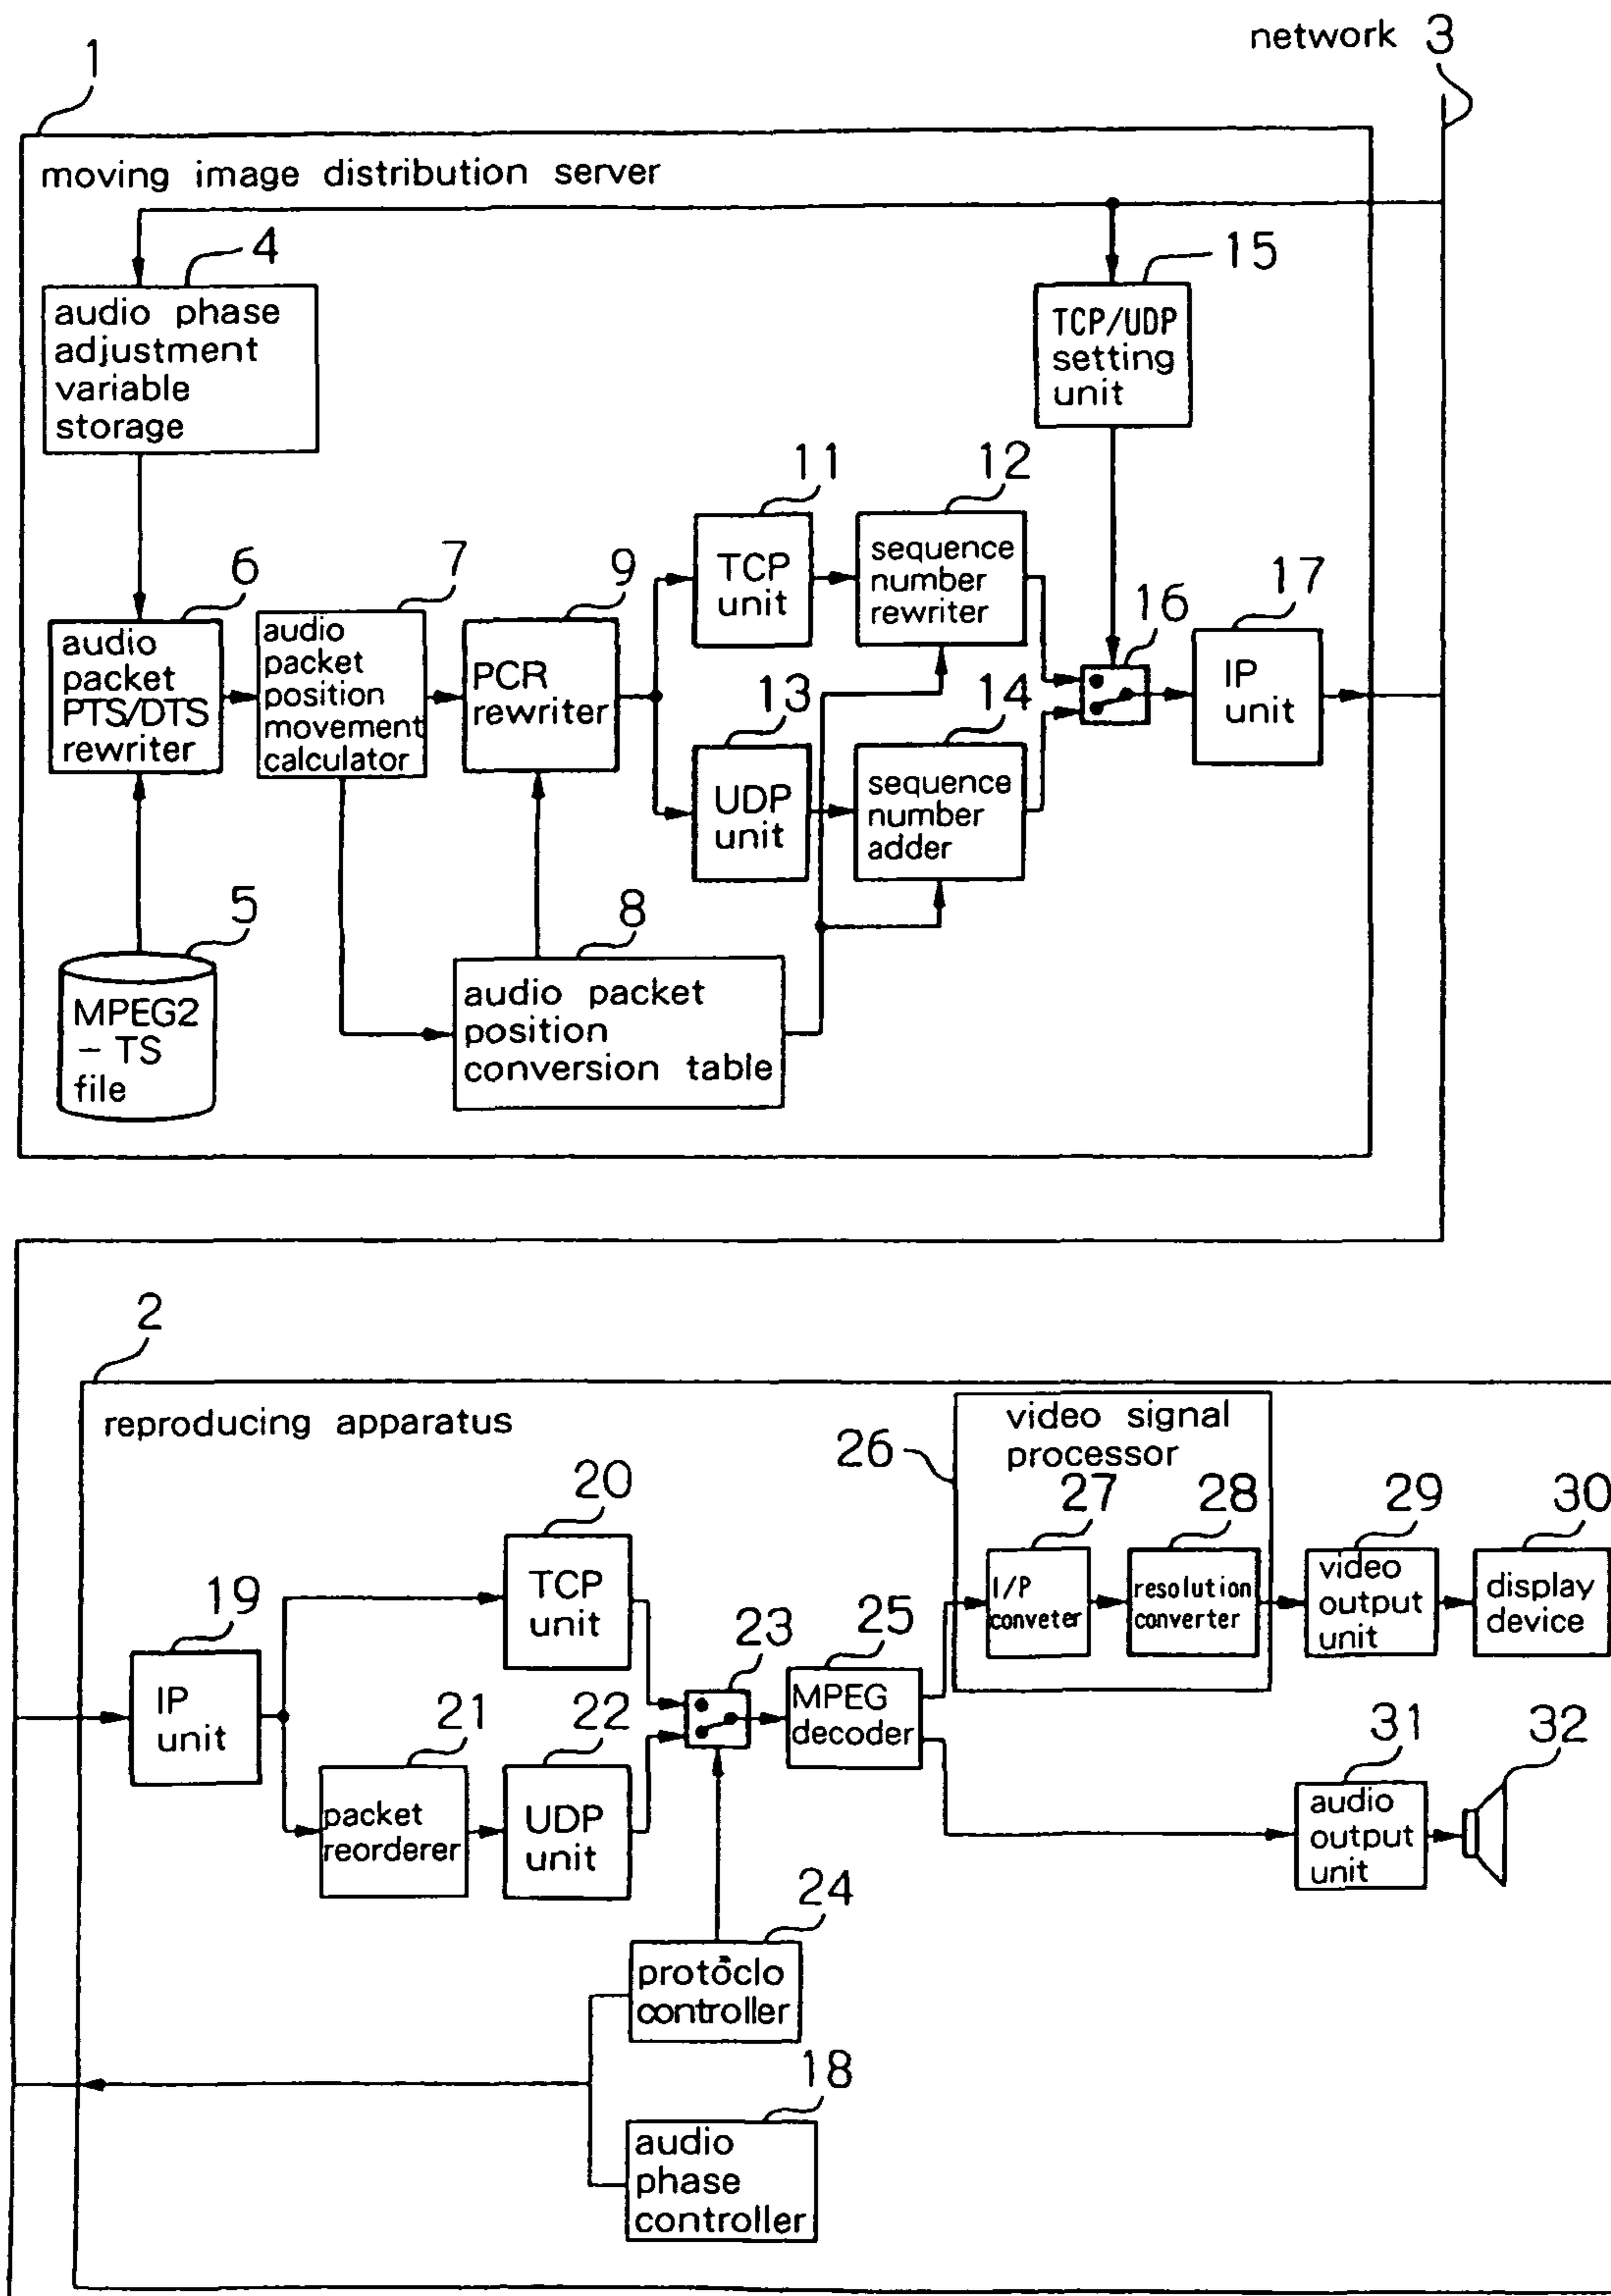 network 3
1
moving image distribution server
4
audio phase
adjustment
variable
storage
15
TCP/UDP
setting
unit
11
TCP
unit
12
sequence
number
rewriter
6
audio
packet
PTS/DTS
rewriter
7
audio
packet
position
movement
calculator
9
PCR
rewriter
16
17
IP
unit
13
UDP
unit
14
sequence
number
adder
5
MPEG2
– TS
file
8
audio packet
position
conversion table
2
reproducing apparatus
26
video signal
processor
27
I/P
conveter
28
resolution
converter
29
video
output
unit
30
display
device
20
TCP
unit
19
IP
unit
21
packet
reorderer
22
UDP
unit
23
25
MPEG
decoder
31
audio
output
unit
32
24
protoclo
controller
18
audio
phase
controller